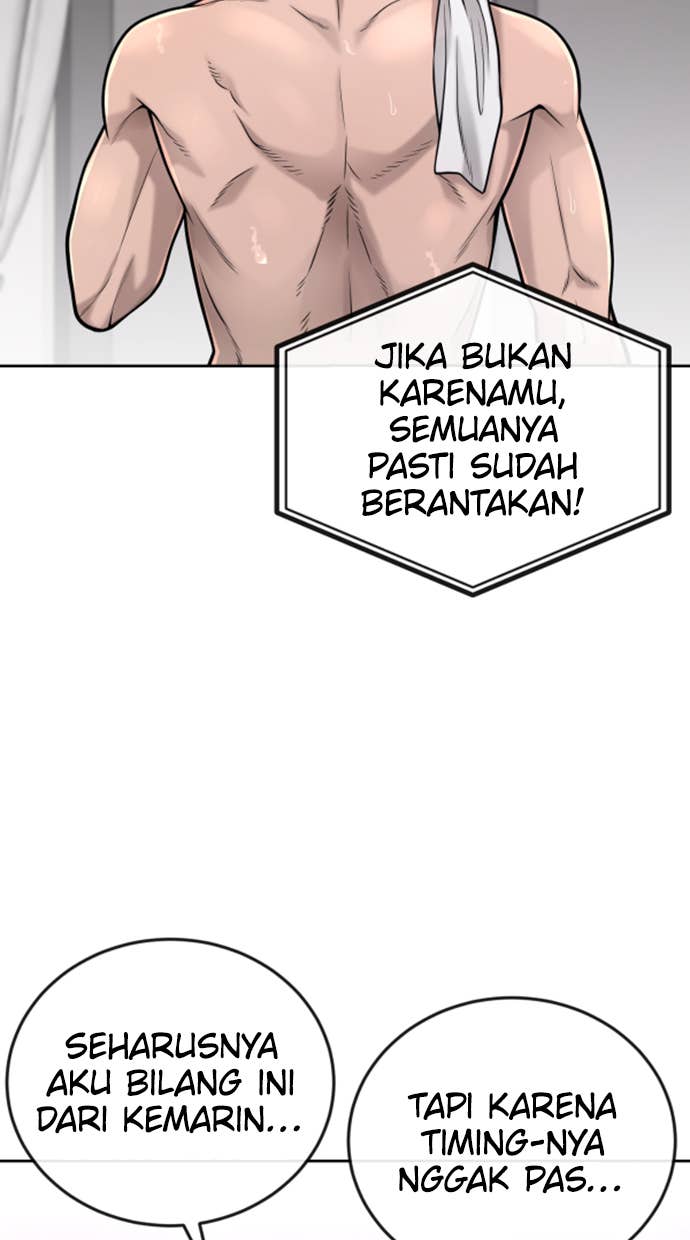 JIKA BUKAN
KARENAMU,
SEMUANYA
PASTI SUDAH
BERANTAKAN!
SEHARUSNYA
AKU BILANG INI
DARI KEMARIN...
TAPI KARENA
TIMING-NYA
NGGAK PAS...